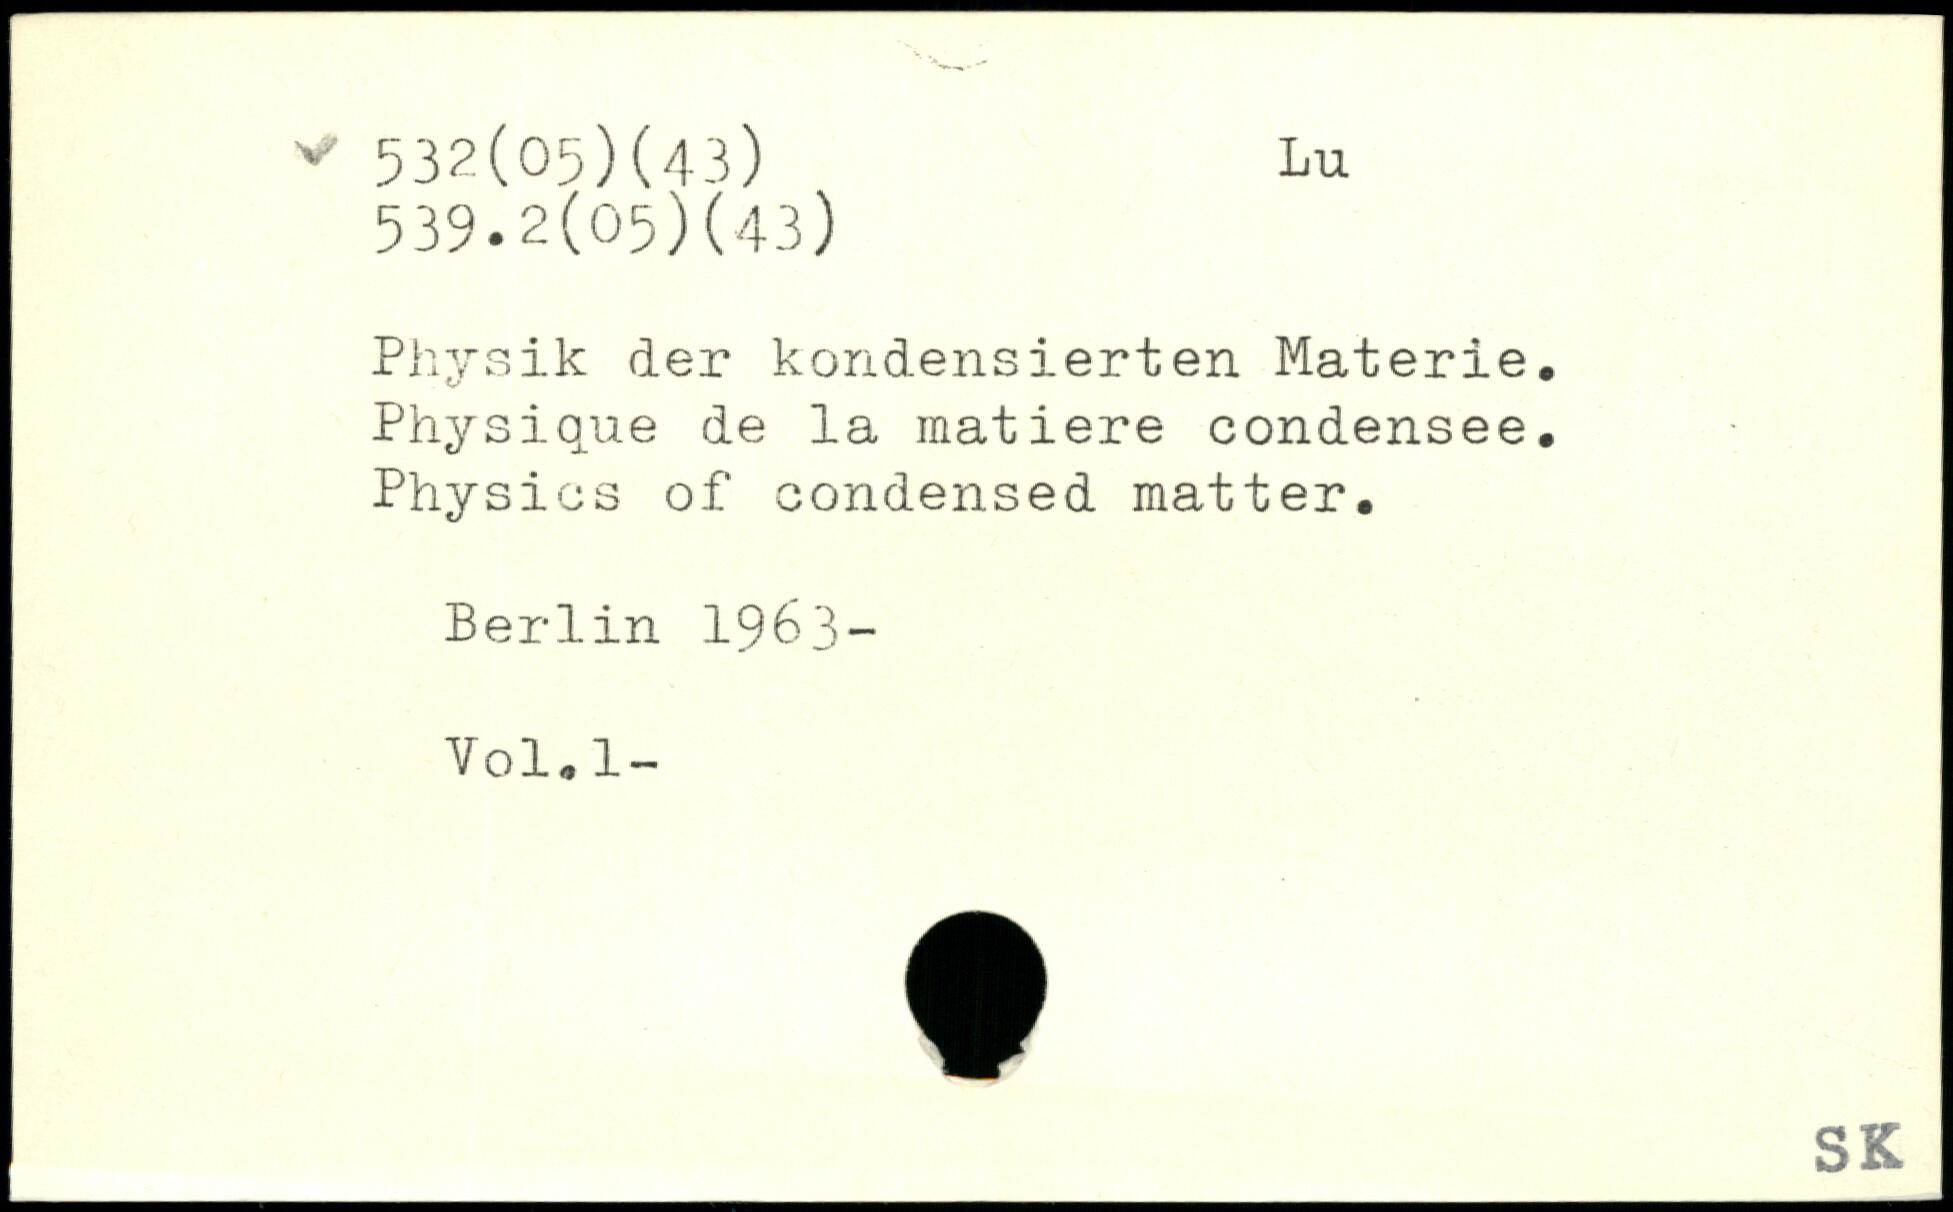 ✓ 532(05)(43) Lu
539.2(05)(43)
Physik der kondensierten Materie.
Physique de la matiere condensee.
Physics of condensed matter.
Berlin 1963-
Vol.1-
SK